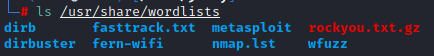 └─# ls /usr/share/wordlists
dirb fasttrack.txt metasploit rockyou.txt.gz
dirbuster fern-wifi nmap.lst wfuzz